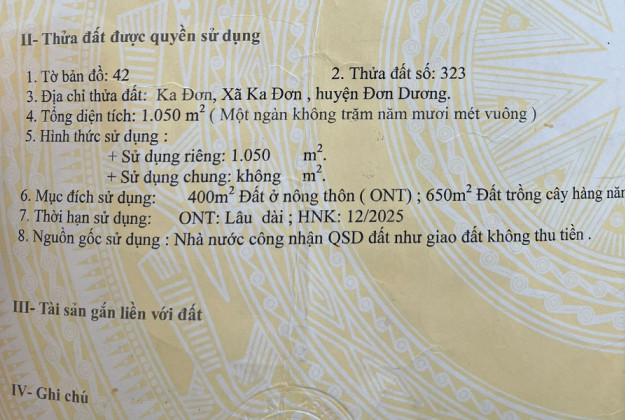 II- Thửa đất được quyền sử dụng
1. Tờ bản đồ: 42 2. Thửa đất số: 323
3. Địa chỉ thửa đất: Ka Đơn, Xã Ka Đơn , huyện Đơn Dương.
4. Tổng diện tích: 1.050 m² ( Một ngàn không trăm năm mươi mét vuông )
5. Hình thức sử dụng :
+ Sử dụng riêng: 1.050 m².
+ Sử dụng chung: không m².
6. Mục đích sử dụng: 400m² Đất ở nông thôn ( ONT) ; 650m² Đất trồng cây hàng năm
7. Thời hạn sử dụng: ONT: Lâu dài ; HNK: 12/2025
8. Nguồn gốc sử dụng : Nhà nước công nhận QSD đất như giao đất không thu tiền .
III- Tài sản gắn liền với đất
IV- Ghi chú